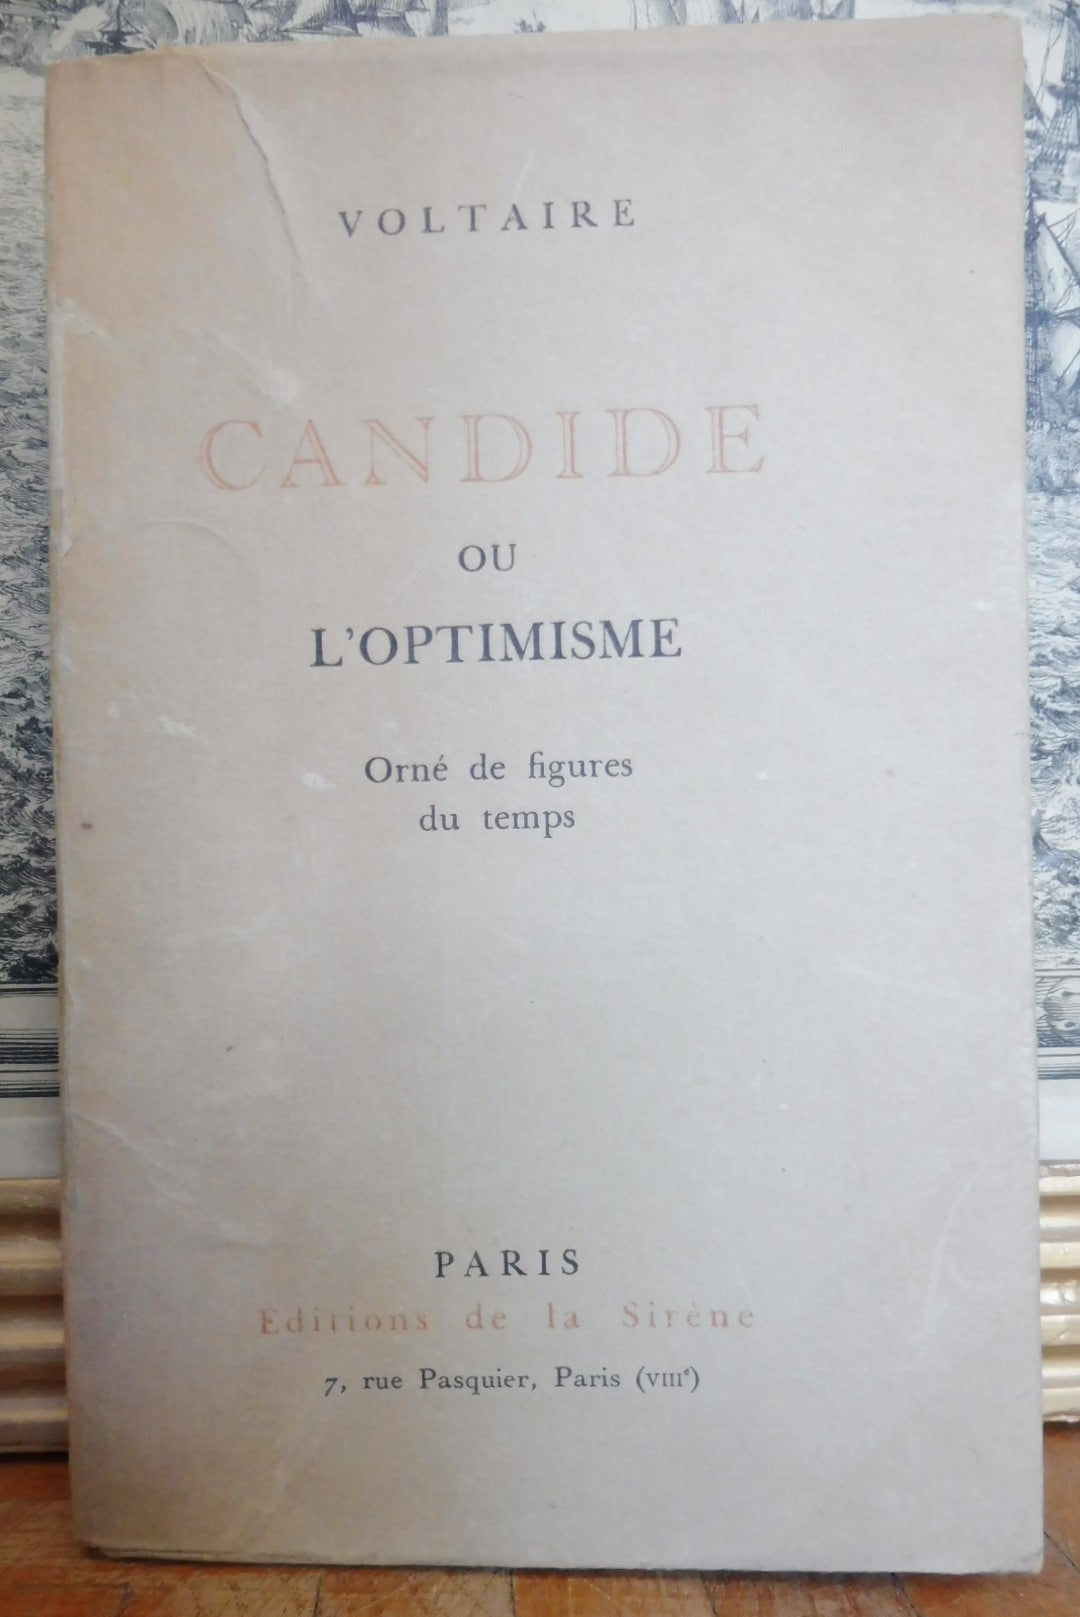 VOLTAIRE
CANDIDE
OU
L'OPTIMISME
Orné de figures
du temps
PARIS
Editions de la Sirène
7, rue Pasquier, Paris (VIIIe)